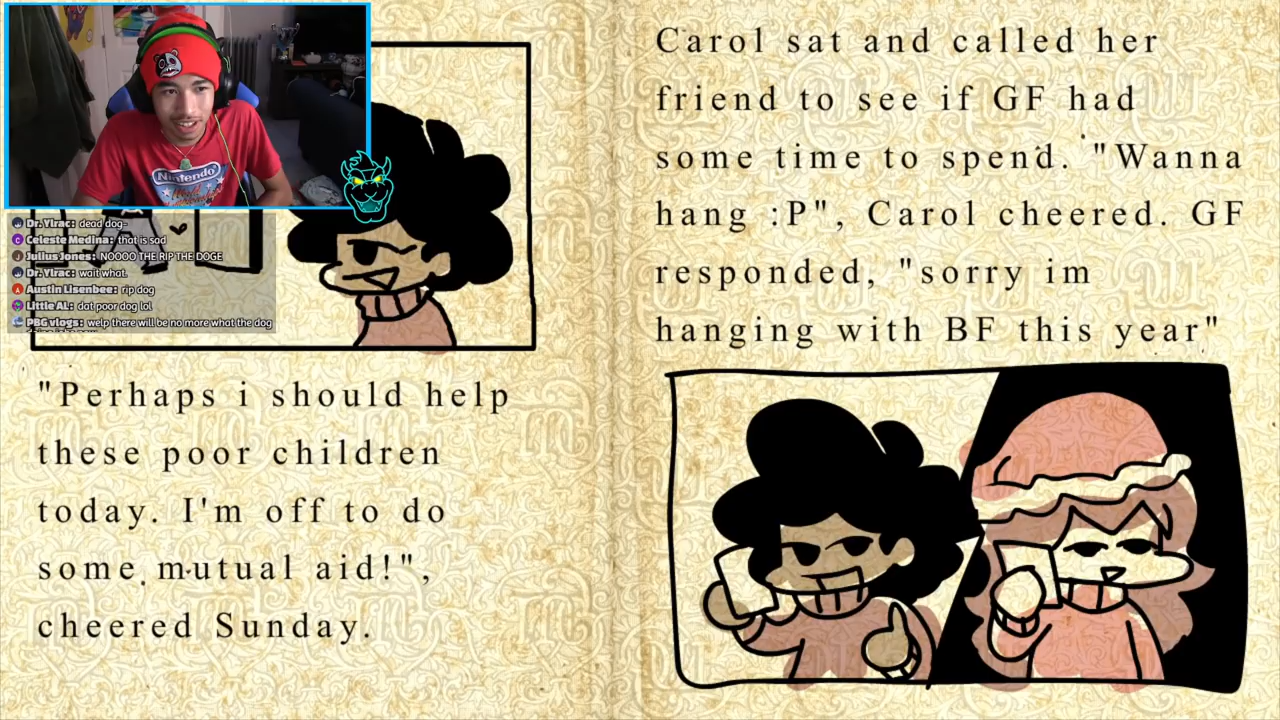 Nintendo
Dr. Ylrac: dead dog-
Celeste Medina: that is sad
Julius Jones: NOOOO THE RIP THE DOGE
Dr. Ylrac: wait what.
Austin Lisenbee: rip dog
Little AL: dat poor dog lol
PBG vlogs: welp there will be no more what the dog
"Perhaps i should help
these poor children
today. I'm off to do
some mutual aid!",
cheered Sunday.
Carol sat and called her
friend to see if GF had
some time to spend. "Wanna
hang :P", Carol cheered. GF
responded, "sorry im
hanging with BF this year"